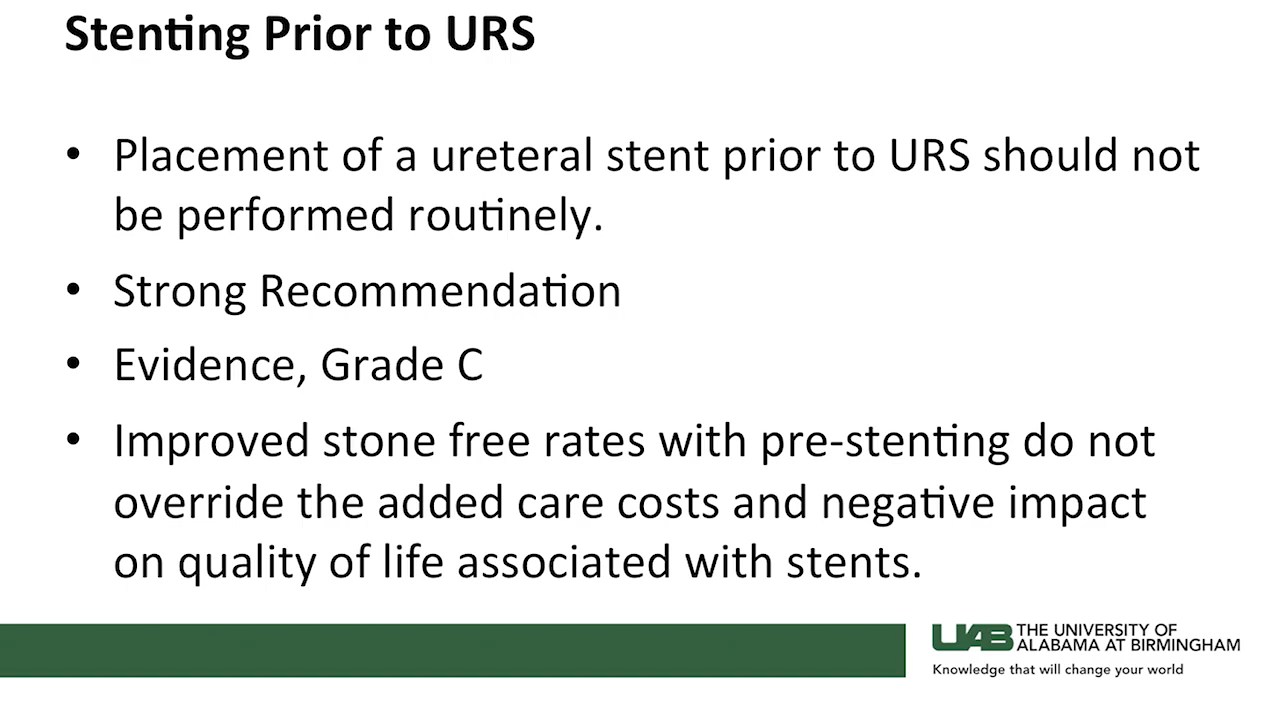 Stenting Prior to URS
• Placement of a ureteral stent prior to URS should not
be performed routinely.
• Strong Recommendation
• Evidence, Grade C
• Improved stone free rates with pre-stenting do not
override the added care costs and negative impact
on quality of life associated with stents.
UAB THE UNIVERSITY OF
ALABAMA AT BIRMINGHAM
Knowledge that will change your world